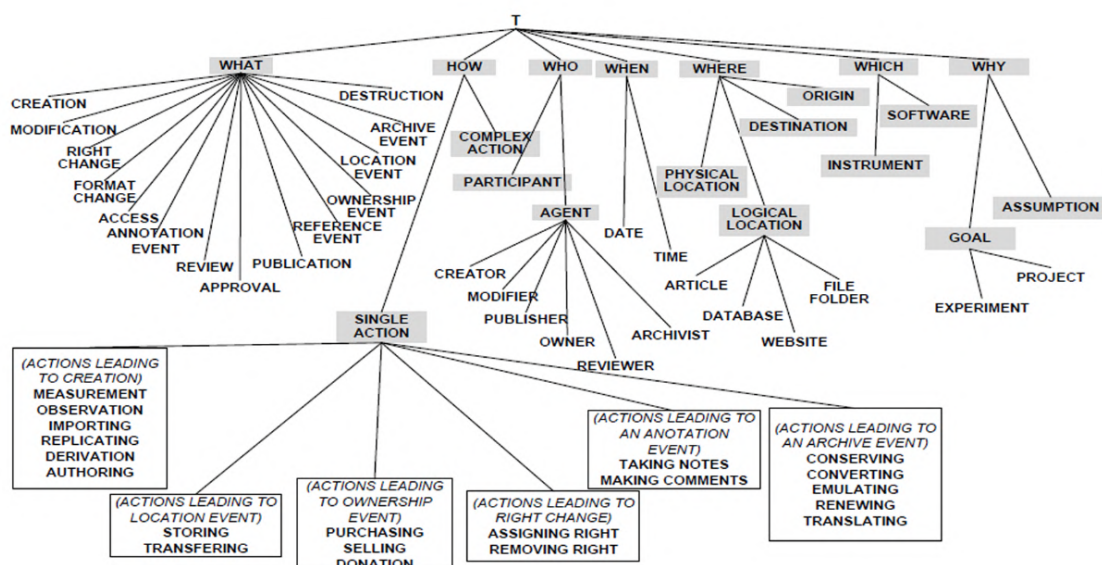 T
WHAT
HOW
WHO
WHEN
WHERE
WHICH
WHY
CREATION
MODIFICATION
RIGHT
CHANGE
FORMAT
CHANGE
ACCESS
ANNOTATION
EVENT
REVIEW
APPROVAL
PUBLICATION
REFERENCE
EVENT
OWNERSHIP
EVENT
LOCATION
EVENT
ARCHIVE
EVENT
DESTRUCTION
COMPLEX
ACTION
PARTICIPANT
AGENT
CREATOR
MODIFIER
PUBLISHER
OWNER
REVIEWER
ARCHIVIST
DATE
TIME
ORIGIN
DESTINATION
PHYSICAL
LOCATION
LOGICAL
LOCATION
ARTICLE
DATABASE
WEBSITE
FILE
FOLDER
SOFTWARE
INSTRUMENT
ASSUMPTION
GOAL
PROJECT
EXPERIMENT
SINGLE
ACTION
(ACTIONS LEADING
TO CREATION)
MEASUREMENT
OBSERVATION
IMPORTING
REPLICATING
DERIVATION
AUTHORING
(ACTIONS LEADING TO
LOCATION EVENT)
STORING
TRANSFERING
(ACTIONS LEADING
TO OWNERSHIP
EVENT)
PURCHASING
SELLING
DONATION
(ACTIONS LEADING TO
RIGHT CHANGE)
ASSIGNING RIGHT
REMOVING RIGHT
(ACTIONS LEADING TO
AN ANOTATION
EVENT)
TAKING NOTES
MAKING COMMENTS
(ACTIONS LEADING TO
AN ARCHIVE EVENT)
CONSERVING
CONVERTING
EMULATING
RENEWING
TRANSLATING